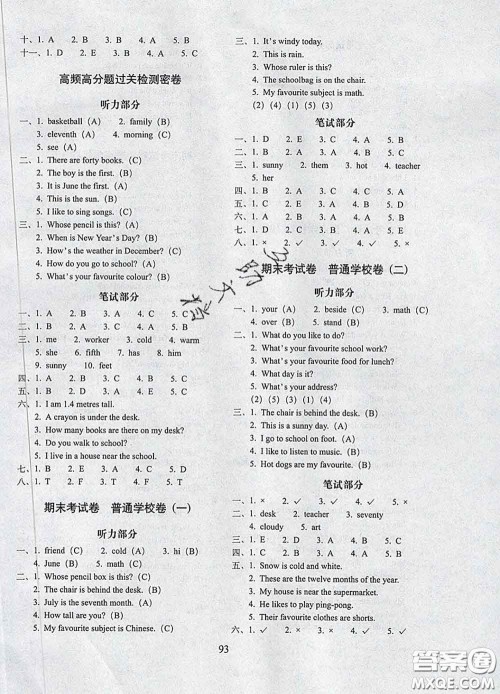 十、1. B 2. D 3. A 4. B 5. C
十一、1. D 2. E 3. A 4. B 5. C
高频高分题过关检测密卷
听力部分
一、1. basketball (A) 2. family (B)
3. eleventh (A) 4. morning (C)
5. see (A)
二、1. There are forty books. (C)
2. The boy is the first. (B)
3. It is June the first. (A)
4. This is the sun. (B)
5. I like to sing songs. (C)
三、1. Whose pencil is this? (A)
2. When is New Year's Day? (A)
3. How's the weather in December? (C)
4. How do you go to school? (A)
5. What's your favourite colour? (B)
笔试部分
一、1. A 2. B 3. D 4. E 5. C
二、1. C 2. B 3. A 4. A 5. C
三、1. me 2. worker 3. cold 4. warm
5. she 6. fifth 7. has 8. six
9. sunny 10. feet
四、1. A 2. A 3. B 4. C 5. C
五、1. D 2. B 3. C 4. A 5. C
六、1. I am 1.4 metres tall.
2. A crayon is under the desk.
3. How many books are there on my desk?
4. Do you walk to school?
5. I live in a house near the school.
七、1. B 2. E 3. A 4. D 5. C
八、1. T 2. F 3. F 4. T 5. F
期末考试卷 普通学校卷(一)
听力部分
一、1. friend (C) 2. cold (A) 3. hi (B)
4. June (B) 5. math (A)
二、1. Whose pencil box is this? (C)
2. The chair is behind the desk. (B)
3. July is the seventh month. (A)
4. How tall are you? (B)
5. My favourite subject is Chinese. (B)
三、1. It's windy today.
2. This is an eraser.
3. Whose ruler is this?
4. The schoolbag is on the chair.
5. My favourite subject is math.
(2) (4) (1) (3) (5)
笔试部分
一、1. D 2. E 3. C 4. A 5. B
二、1. C 2. E 3. B 4. A 5. D
三、1. sunny 2. them 3. hot 4. teacher
5. her
四、1. B 2. C 3. C 4. A 5. A
五、1. B 2. A 3. C 4. B 5. A
六、1. A 2. B 3. B 4. A 5. B
七、1. B 2. D 3. E 4. A 5. C
八、1. × 2. ✓ 3. ✓ 4. ✓ 5. ✓
期末考试卷 普通学校卷(二)
听力部分
一、1. your (A) 2. beside (C) 3. math (C)
4. over (B) 5. stand (B)
二、1. What do you like to do?
2. What's your favourite school work?
3. What's your favourite food for lunch?
4. What day is it?
5. What's your address?
(2) (5) (4) (1) (3)
三、1. The chair is behind the desk. (B)
2. This is a sunny day. (B)
3. I go to school on foot. (C)
4. I like to listen to music. (B)
5. Hot dogs are my favourite. (B)
笔试部分
一、1. × 2. ✓ 3. ✓ 4. × 5. ×
二、1. desk 2. teacher 3. seventy
4. cloudy 5. art
三、1. B 2. A 3. C 4. B 5. C
四、1. C 2. D 3. A 4. E 5. B
五、1. Snow is cold and white.
2. These are the twelve months of the year.
3. My house is near the supermarket.
4. He likes to play ping-pong.
5. Their favourite clothes are shorts.
六、1. ✓ 2. × 3. ✓ 4. ✓
93
答案圈
MXQE.COM